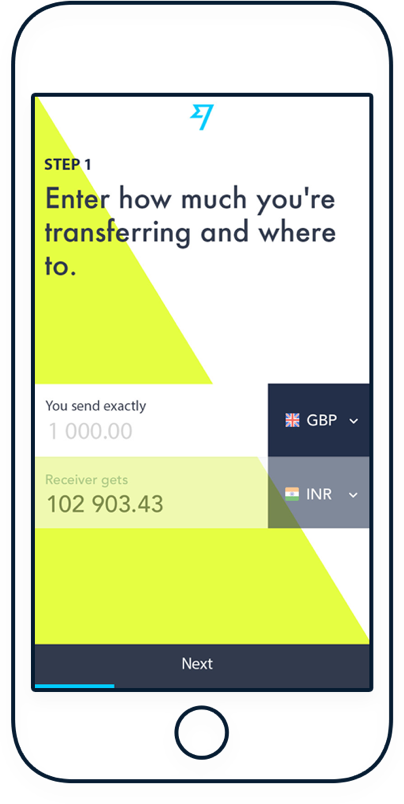 STEP 1
Enter how much you're
transferring and where
to.
You send exactly
1 000.00
GBP
Receiver gets
102 903.43
INR
Next